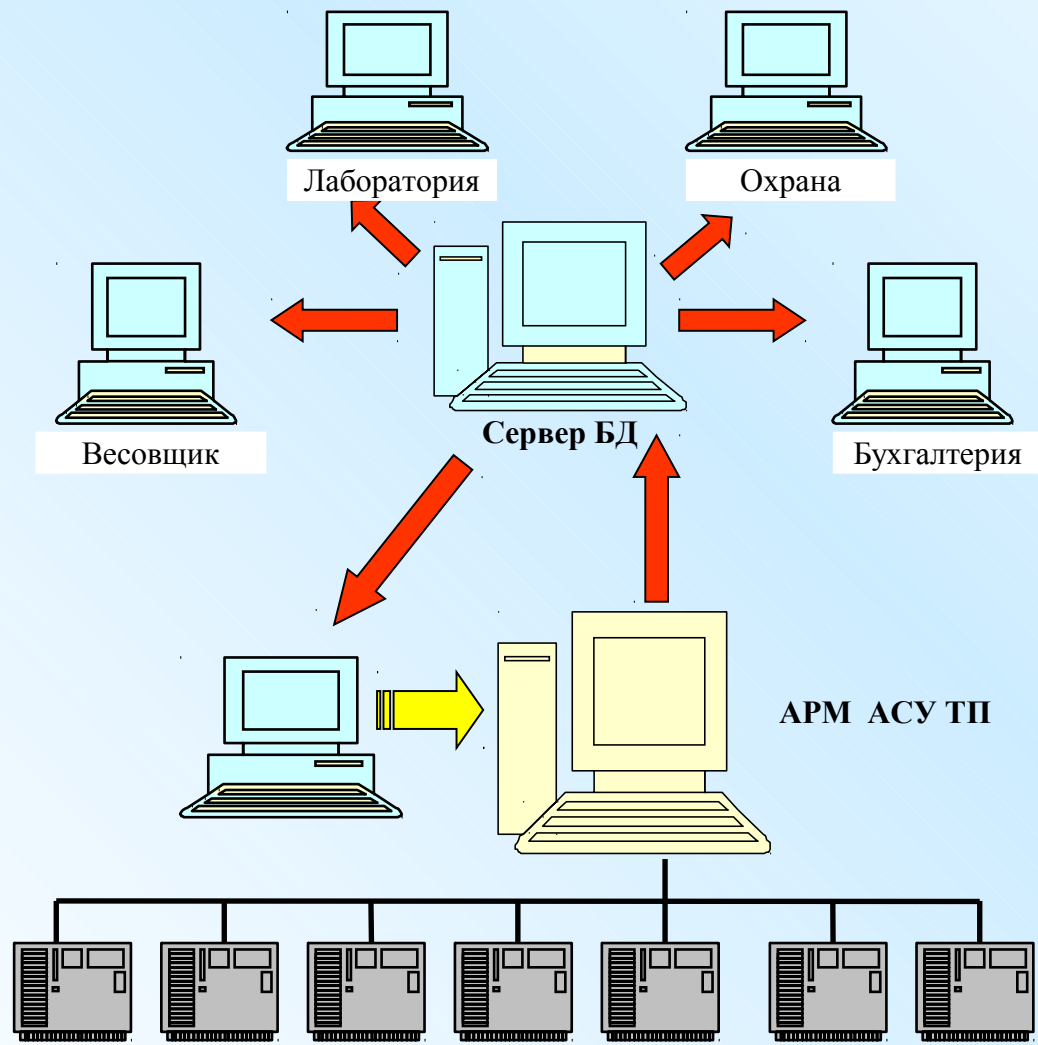 Лаборатория
Охрана
Весовщик
Сервер БД
Бухгалтерия
АРМ АСУ ТП